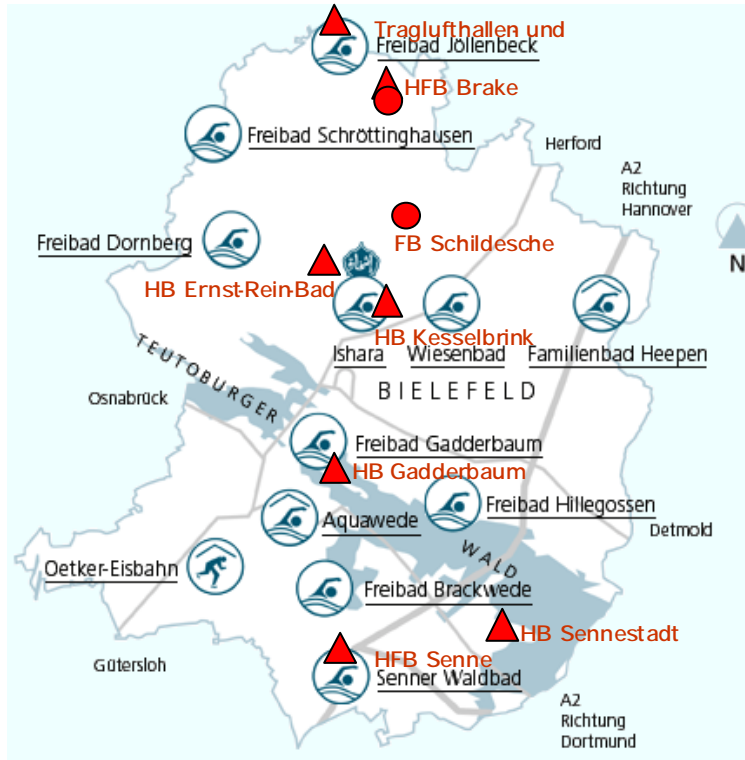 Traglufthallen und
Freibad Jöllenbeck
HFB Brake
Freibad Schröttinghausen
Herford
A2
Richtung
Hannover
FB Schildesche
Freibad Dornberg
N
HB Ernst-Rein-Bad
HB Kesselbrink
Ishara
Wiesenbad
Familienbad Heepen
TEUTOBURGER
BIELEFELD
Osnabrück
Freibad Gadderbaum
HB Gadderbaum
Freibad Hillegossen
Aquawede
Detmold
WALD
Oetker-Eisbahn
Freibad Brackwede
HB Sennestadt
HFB Senne
Gütersloh
Senner Waldbad
A2
Richtung
Dortmund